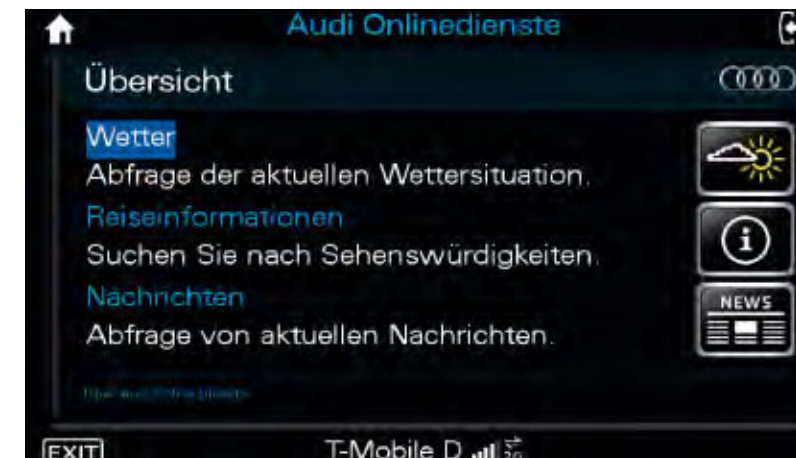 Audi Onlinedienste
Übersicht
Wetter
Abfrage der aktuellen Wettersituation.
Reiseinformationen
Suchen Sie nach Sehenswürdigkeiten.
Nachrichten
Abfrage von aktuellen Nachrichten.
NEWS
EXIT
T-Mobile D